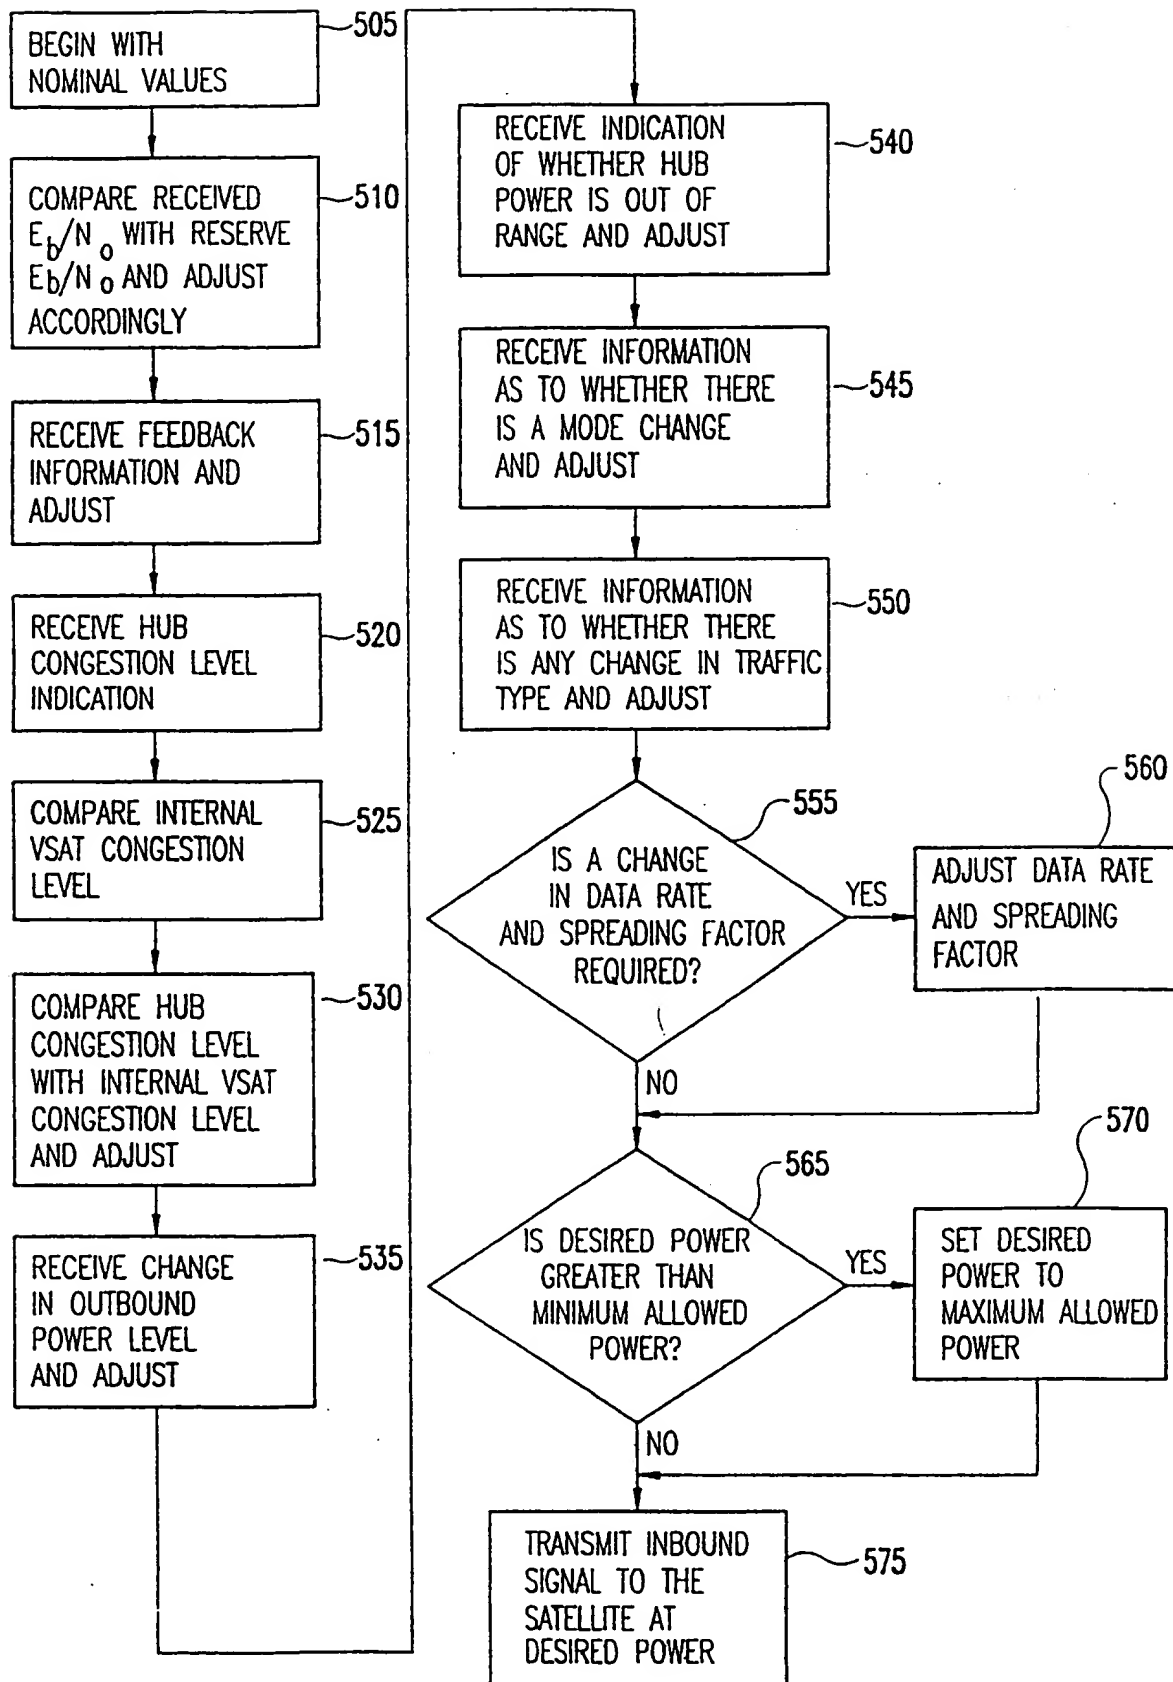 505
BEGIN WITH
NOMINAL VALUES
510
COMPARE RECEIVED
Eb/No WITH RESERVE
Eb/No AND ADJUST
ACCORDINGLY
515
RECEIVE FEEDBACK
INFORMATION AND
ADJUST
520
RECEIVE HUB
CONGESTION LEVEL
INDICATION
525
COMPARE INTERNAL
VSAT CONGESTION
LEVEL
530
COMPARE HUB
CONGESTION LEVEL
WITH INTERNAL VSAT
CONGESTION LEVEL
AND ADJUST
535
RECEIVE CHANGE
IN OUTBOUND
POWER LEVEL
AND ADJUST
540
RECEIVE INDICATION
OF WHETHER HUB
POWER IS OUT OF
RANGE AND ADJUST
545
RECEIVE INFORMATION
AS TO WHETHER THERE
IS A MODE CHANGE
AND ADJUST
550
RECEIVE INFORMATION
AS TO WHETHER THERE
IS ANY CHANGE IN TRAFFIC
TYPE AND ADJUST
555
IS A CHANGE
IN DATA RATE
AND SPREADING FACTOR
REQUIRED?
YES
560
ADJUST DATA RATE
AND SPREADING
FACTOR
NO
565
IS DESIRED POWER
GREATER THAN
MINIMUM ALLOWED
POWER?
YES
570
SET DESIRED
POWER TO
MAXIMUM ALLOWED
POWER
NO
575
TRANSMIT INBOUND
SIGNAL TO THE
SATELLITE AT
DESIRED POWER